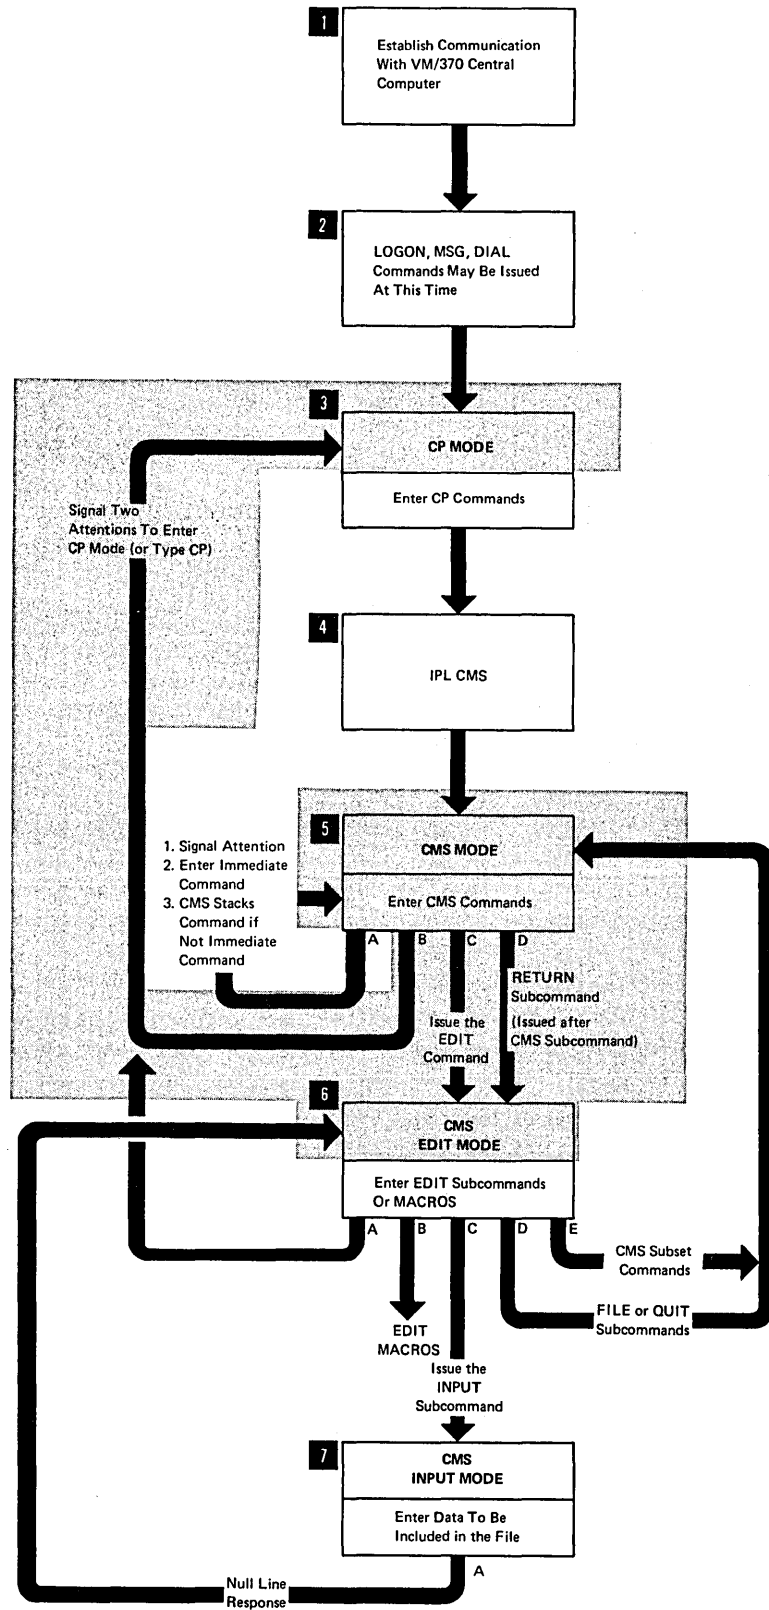 1
Establish Communication
With VM/370 Central
Computer
2
LOGON, MSG, DIAL
Commands May Be Issued
At This Time
3
CP MODE
Enter CP Commands
Signal Two
Attentions To Enter
CP Mode (or Type CP)
4
IPL CMS
5
CMS MODE
Enter CMS Commands
1. Signal Attention
2. Enter Immediate
Command
3. CMS Stacks
Command if
Not Immediate
Command
A
B
C
D
RETURN
Subcommand
(Issued after
CMS Subcommand)
Issue the
EDIT
Command
6
CMS
EDIT MODE
Enter EDIT Subcommands
Or MACROS
A
B
C
D
E
CMS Subset
Commands
FILE or QUIT
Subcommands
EDIT
MACROS
Issue the
INPUT
Subcommand
7
CMS
INPUT MODE
Enter Data To Be
Included in the File
A
Null Line
Response